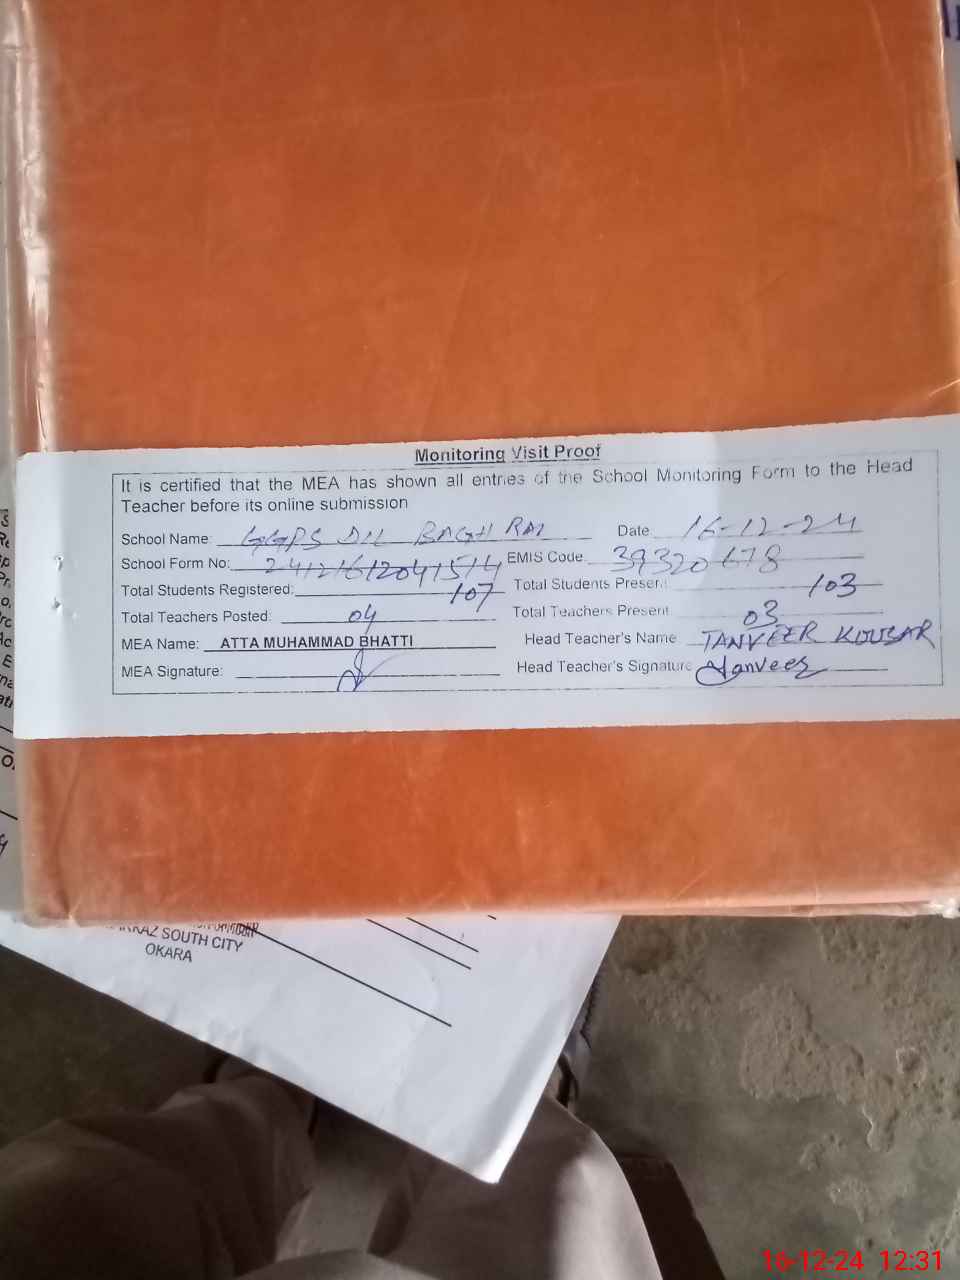 Monitoring Visit Proof
It is certified that the MEA has shown all entries of the School Monitoring Form to the Head
Teacher before its online submission
School Name: GGPS DIL BAGH RAI Date 16-12-24
School Form No: 24121612041514 EMIS Code 39320678
Total Students Registered: 107 Total Students Present: 103
Total Teachers Posted: 04 Total Teachers Present 03
MEA Name: ATTA MUHAMMAD BHATTI Head Teacher's Name TANVEER KOUSAR
MEA Signature: Head Teacher's Signature Tanveer
SOUTH CITY
OKARA
16-12-24 12:31